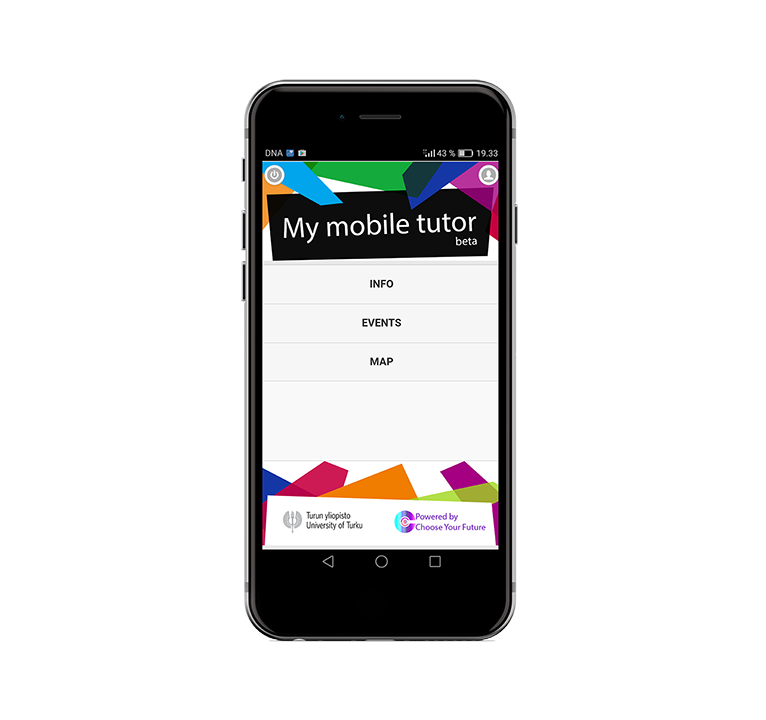 DNA 43 % 19.33
My mobile tutor
beta
INFO
EVENTS
MAP
Turun yliopisto
University of Turku
Powered by
Choose Your Future